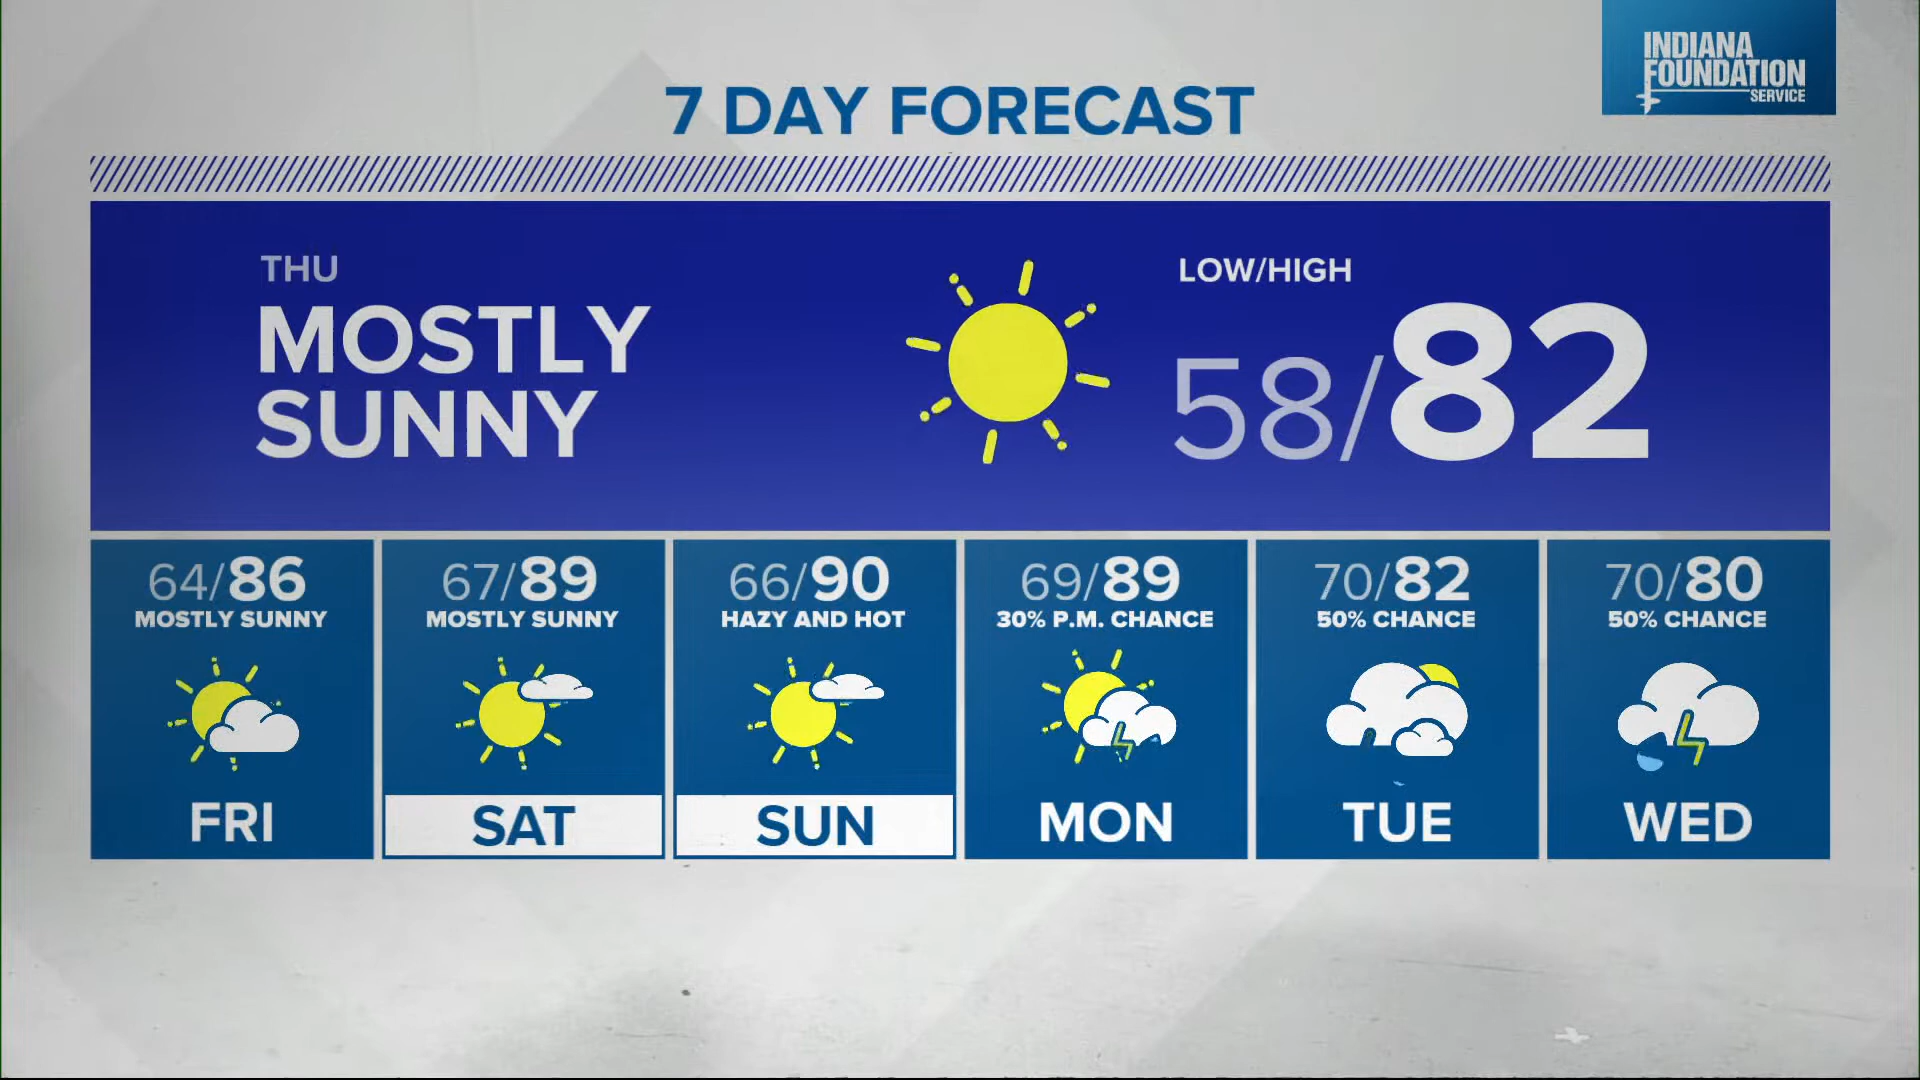 INDIANA
FOUNDATION
SERVICE
7 DAY FORECAST
THU
MOSTLY
SUNNY
LOW/HIGH
58/82
64/86
MOSTLY SUNNY
FRI
67/89
MOSTLY SUNNY
SAT
66/90
HAZY AND HOT
SUN
69/89
30% P.M. CHANCE
MON
70/82
50% CHANCE
TUE
70/80
50% CHANCE
WED